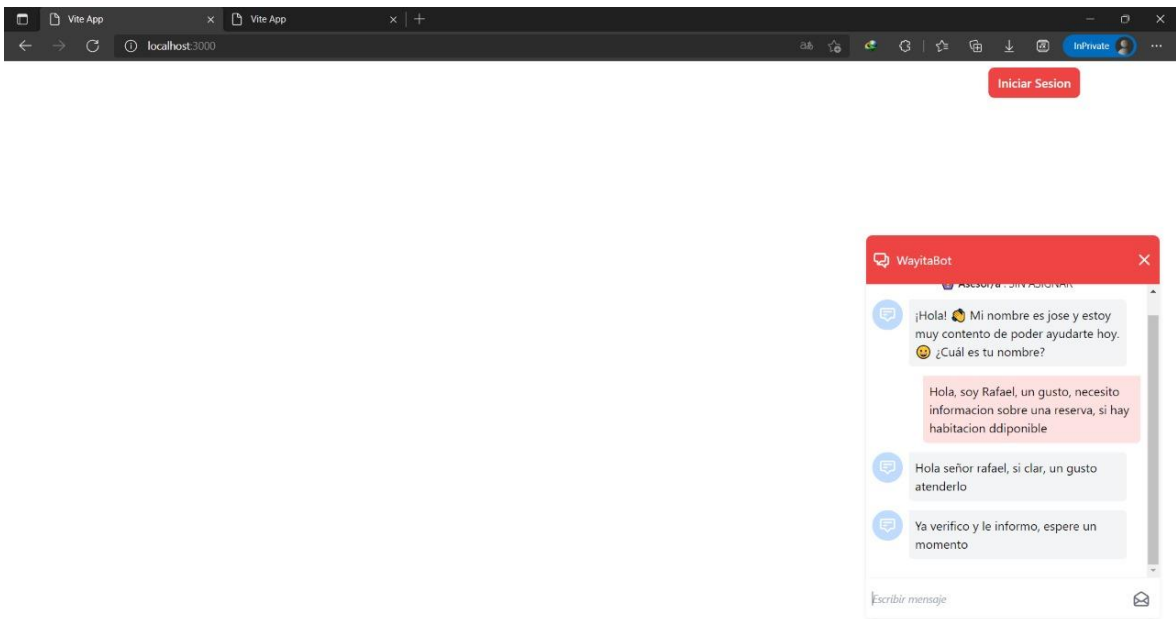 Vite App
Vite App
localhost:3000
InPrivate
Iniciar Sesion
WayitaBot
Asesor/a : SIN ASIGNAR
¡Hola! 👏 Mi nombre es jose y estoy
muy contento de poder ayudarte hoy.
😀 ¿Cuál es tu nombre?
Hola, soy Rafael, un gusto, necesito
informacion sobre una reserva, si hay
habitacion ddiponible
Hola señor rafael, si clar, un gusto
atenderlo
Ya verifico y le informo, espere un
momento
Escribir mensaje